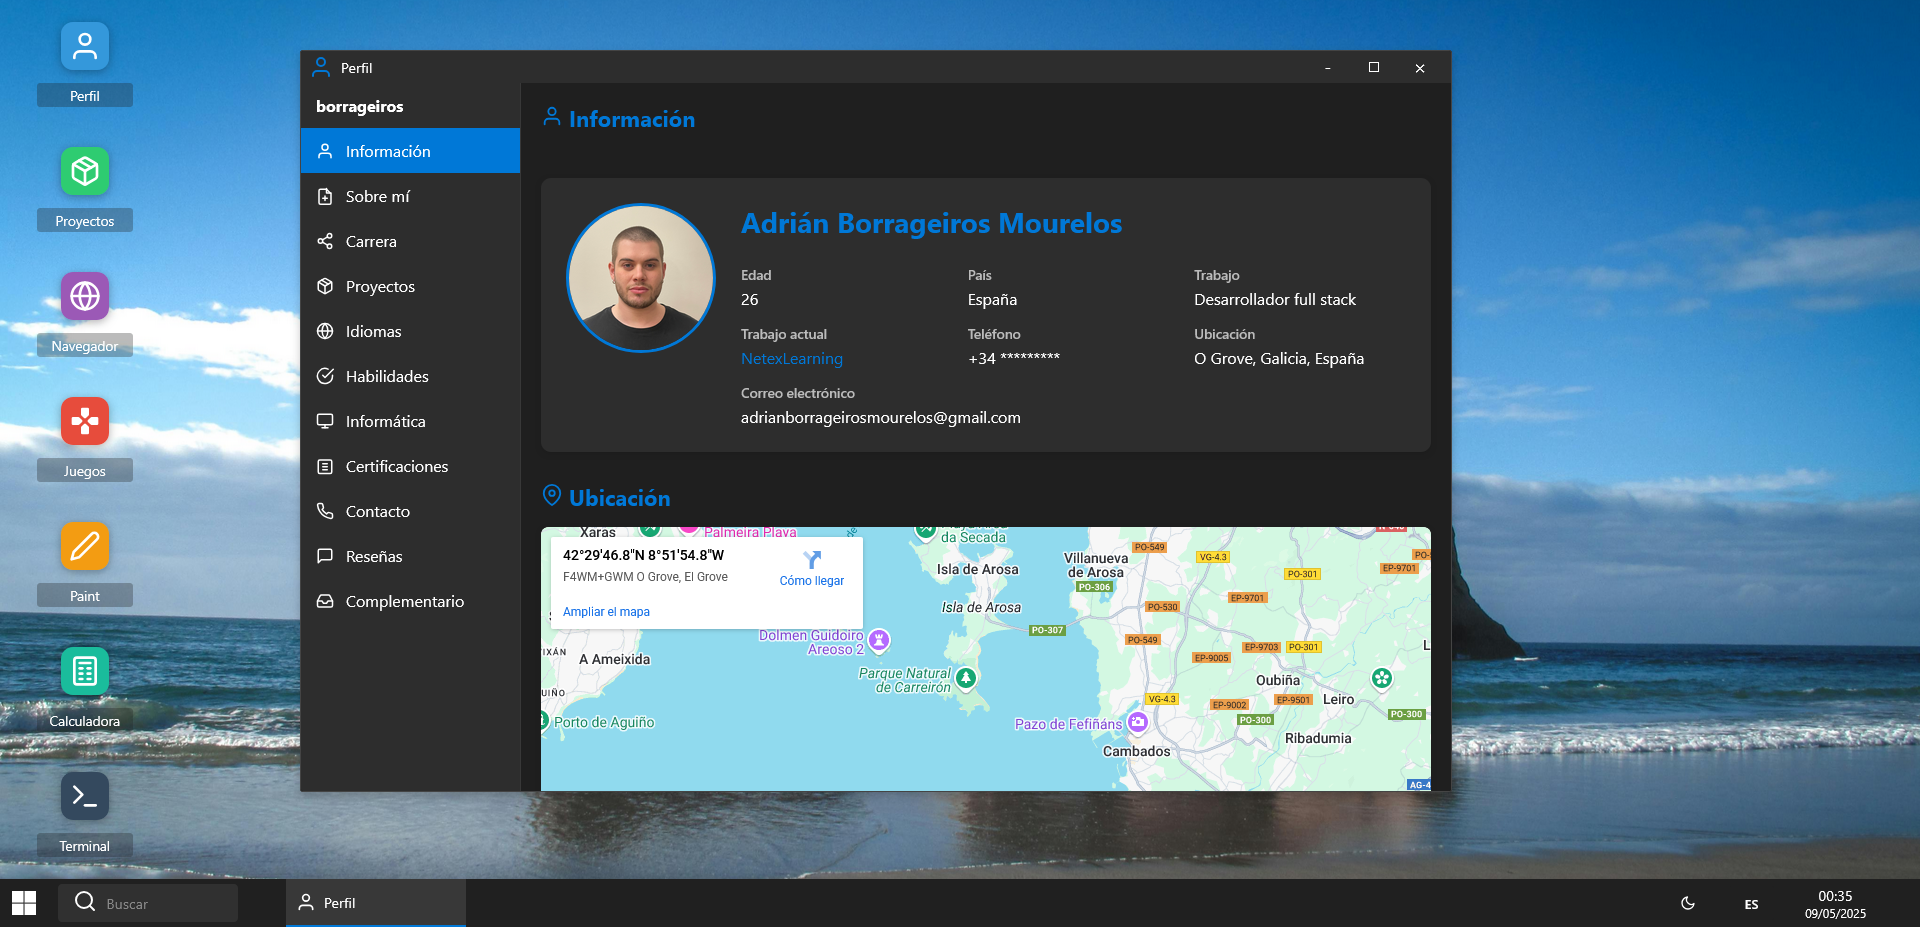 Perfil
Proyectos
Navegador
Juegos
Paint
Calculadora
Terminal
Perfil
borrageiros
Información
Sobre mí
Carrera
Proyectos
Idiomas
Habilidades
Informática
Certificaciones
Contacto
Reseñas
Complementario
Información
Adrián Borrageiros Mourelos
Edad
26
País
España
Trabajo
Desarrollador full stack
Trabajo actual
NetexLearning
Teléfono
+34 *********
Ubicación
O Grove, Galicia, España
Correo electrónico
adrianborrageirosmourelos@gmail.com
Ubicación
42°29'46.8"N 8°51'54.8"W
F4WM+GWM O Grove, El Grove
Cómo llegar
Ampliar el mapa
Xaras
Palmeira Playa
da Secada
Isla de Arosa
Isla de Arosa
Villanueva
de Arosa
PO-549
PO-306
VG-4.3
PO-301
EP-9701
EP-9701
PO-530
PO-307
PO-549
EP-9005
EP-9703
PO-301
Dolmen Guidoiro
Areoso 2
A Ameixida
Parque Natural
de Carreirón
Porto de Aguiño
Oubiña
Leiro
VG-4.3
EP-9002
EP-9501
PO-300
PO-300
Pazo de Fefiñáns
Cambados
Ribadumia
Buscar
Perfil
ES
00:35
09/05/2025